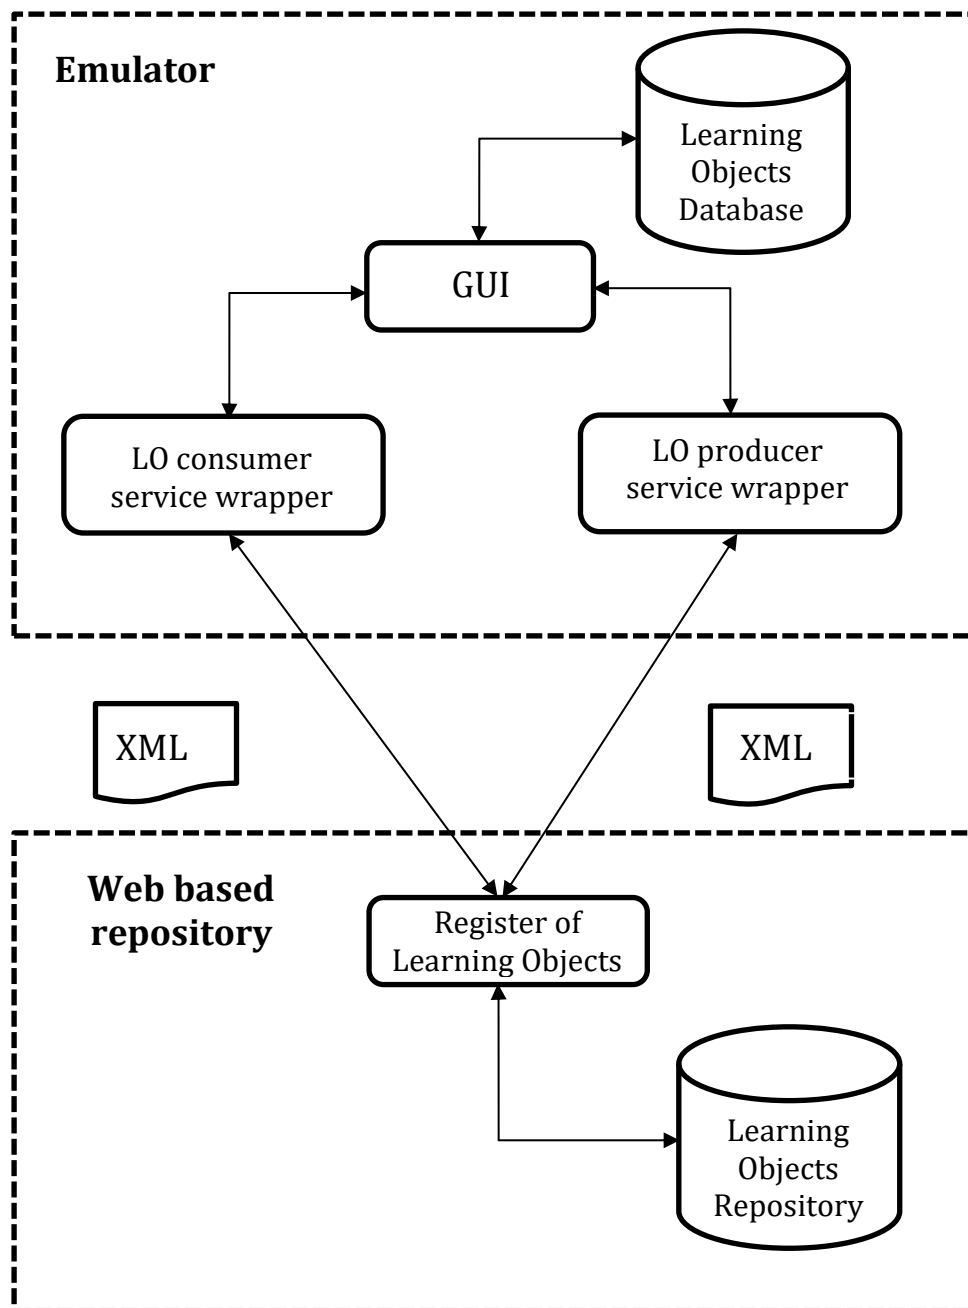 Emulator
Learning
Objects
Database
GUI
LO consumer
service wrapper
LO producer
service wrapper
XML
XML
Web based
repository
Register of
Learning Objects
Learning
Objects
Repository